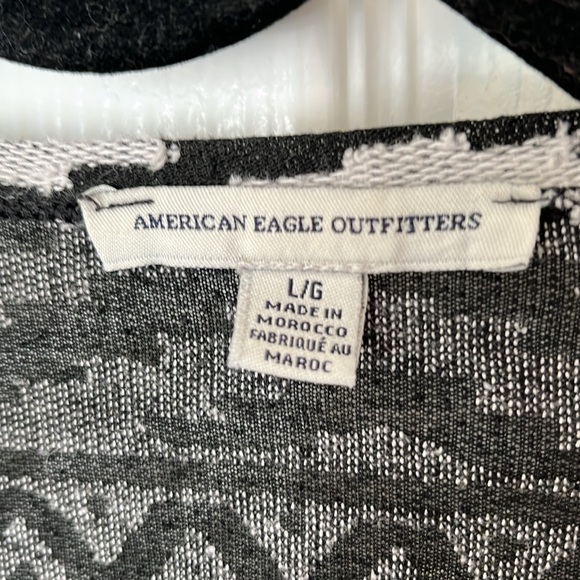 AMERICAN EAGLE OUTFITTERS
L/G
MADE IN
MOROCCO
FABRIQUÉ AU
MAROC